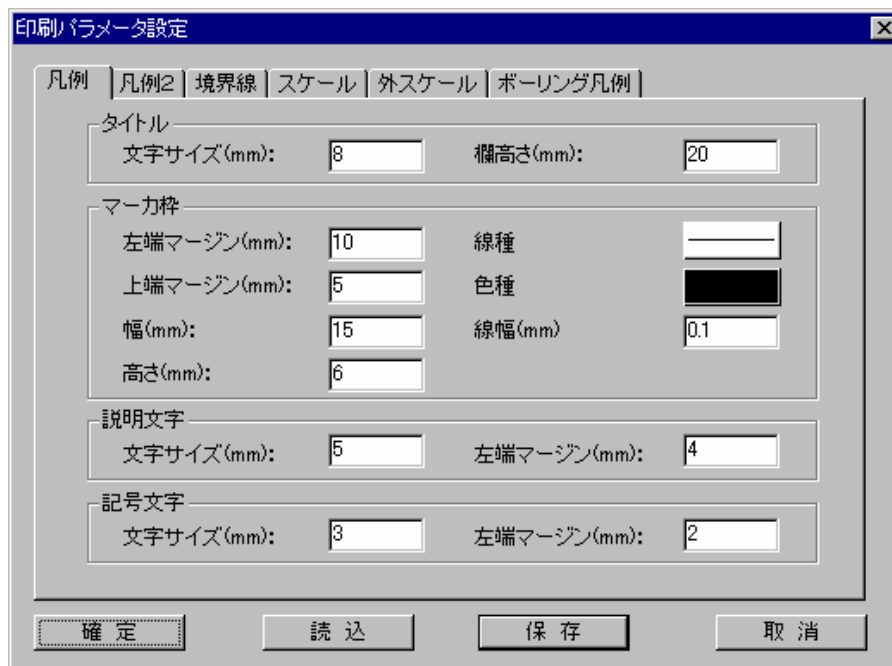 印刷パラメータ設定
凡例 凡例2 境界線 スケール 外スケール ボーリング凡例
タイトル
文字サイズ(mm): 8 欄高さ(mm): 20
マーカ枠
左端マージン(mm): 10 線種
上端マージン(mm): 5 色種
幅(mm): 15 線幅(mm) 0.1
高さ(mm): 6
説明文字
文字サイズ(mm): 5 左端マージン(mm): 4
記号文字
文字サイズ(mm): 3 左端マージン(mm): 2
確 定 読 込 保 存 取 消